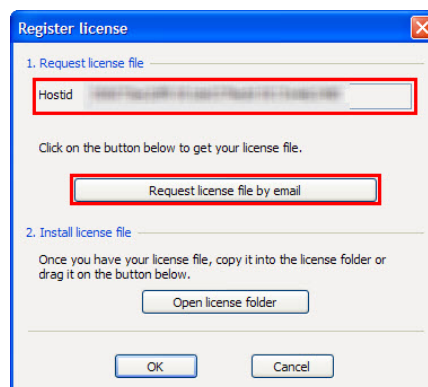 Register license
1. Request license file
Hostid
Click on the button below to get your license file.
Request license file by email
2. Install license file
Once you have your license file, copy it into the license folder or
drag it on the button below.
Open license folder
OK
Cancel